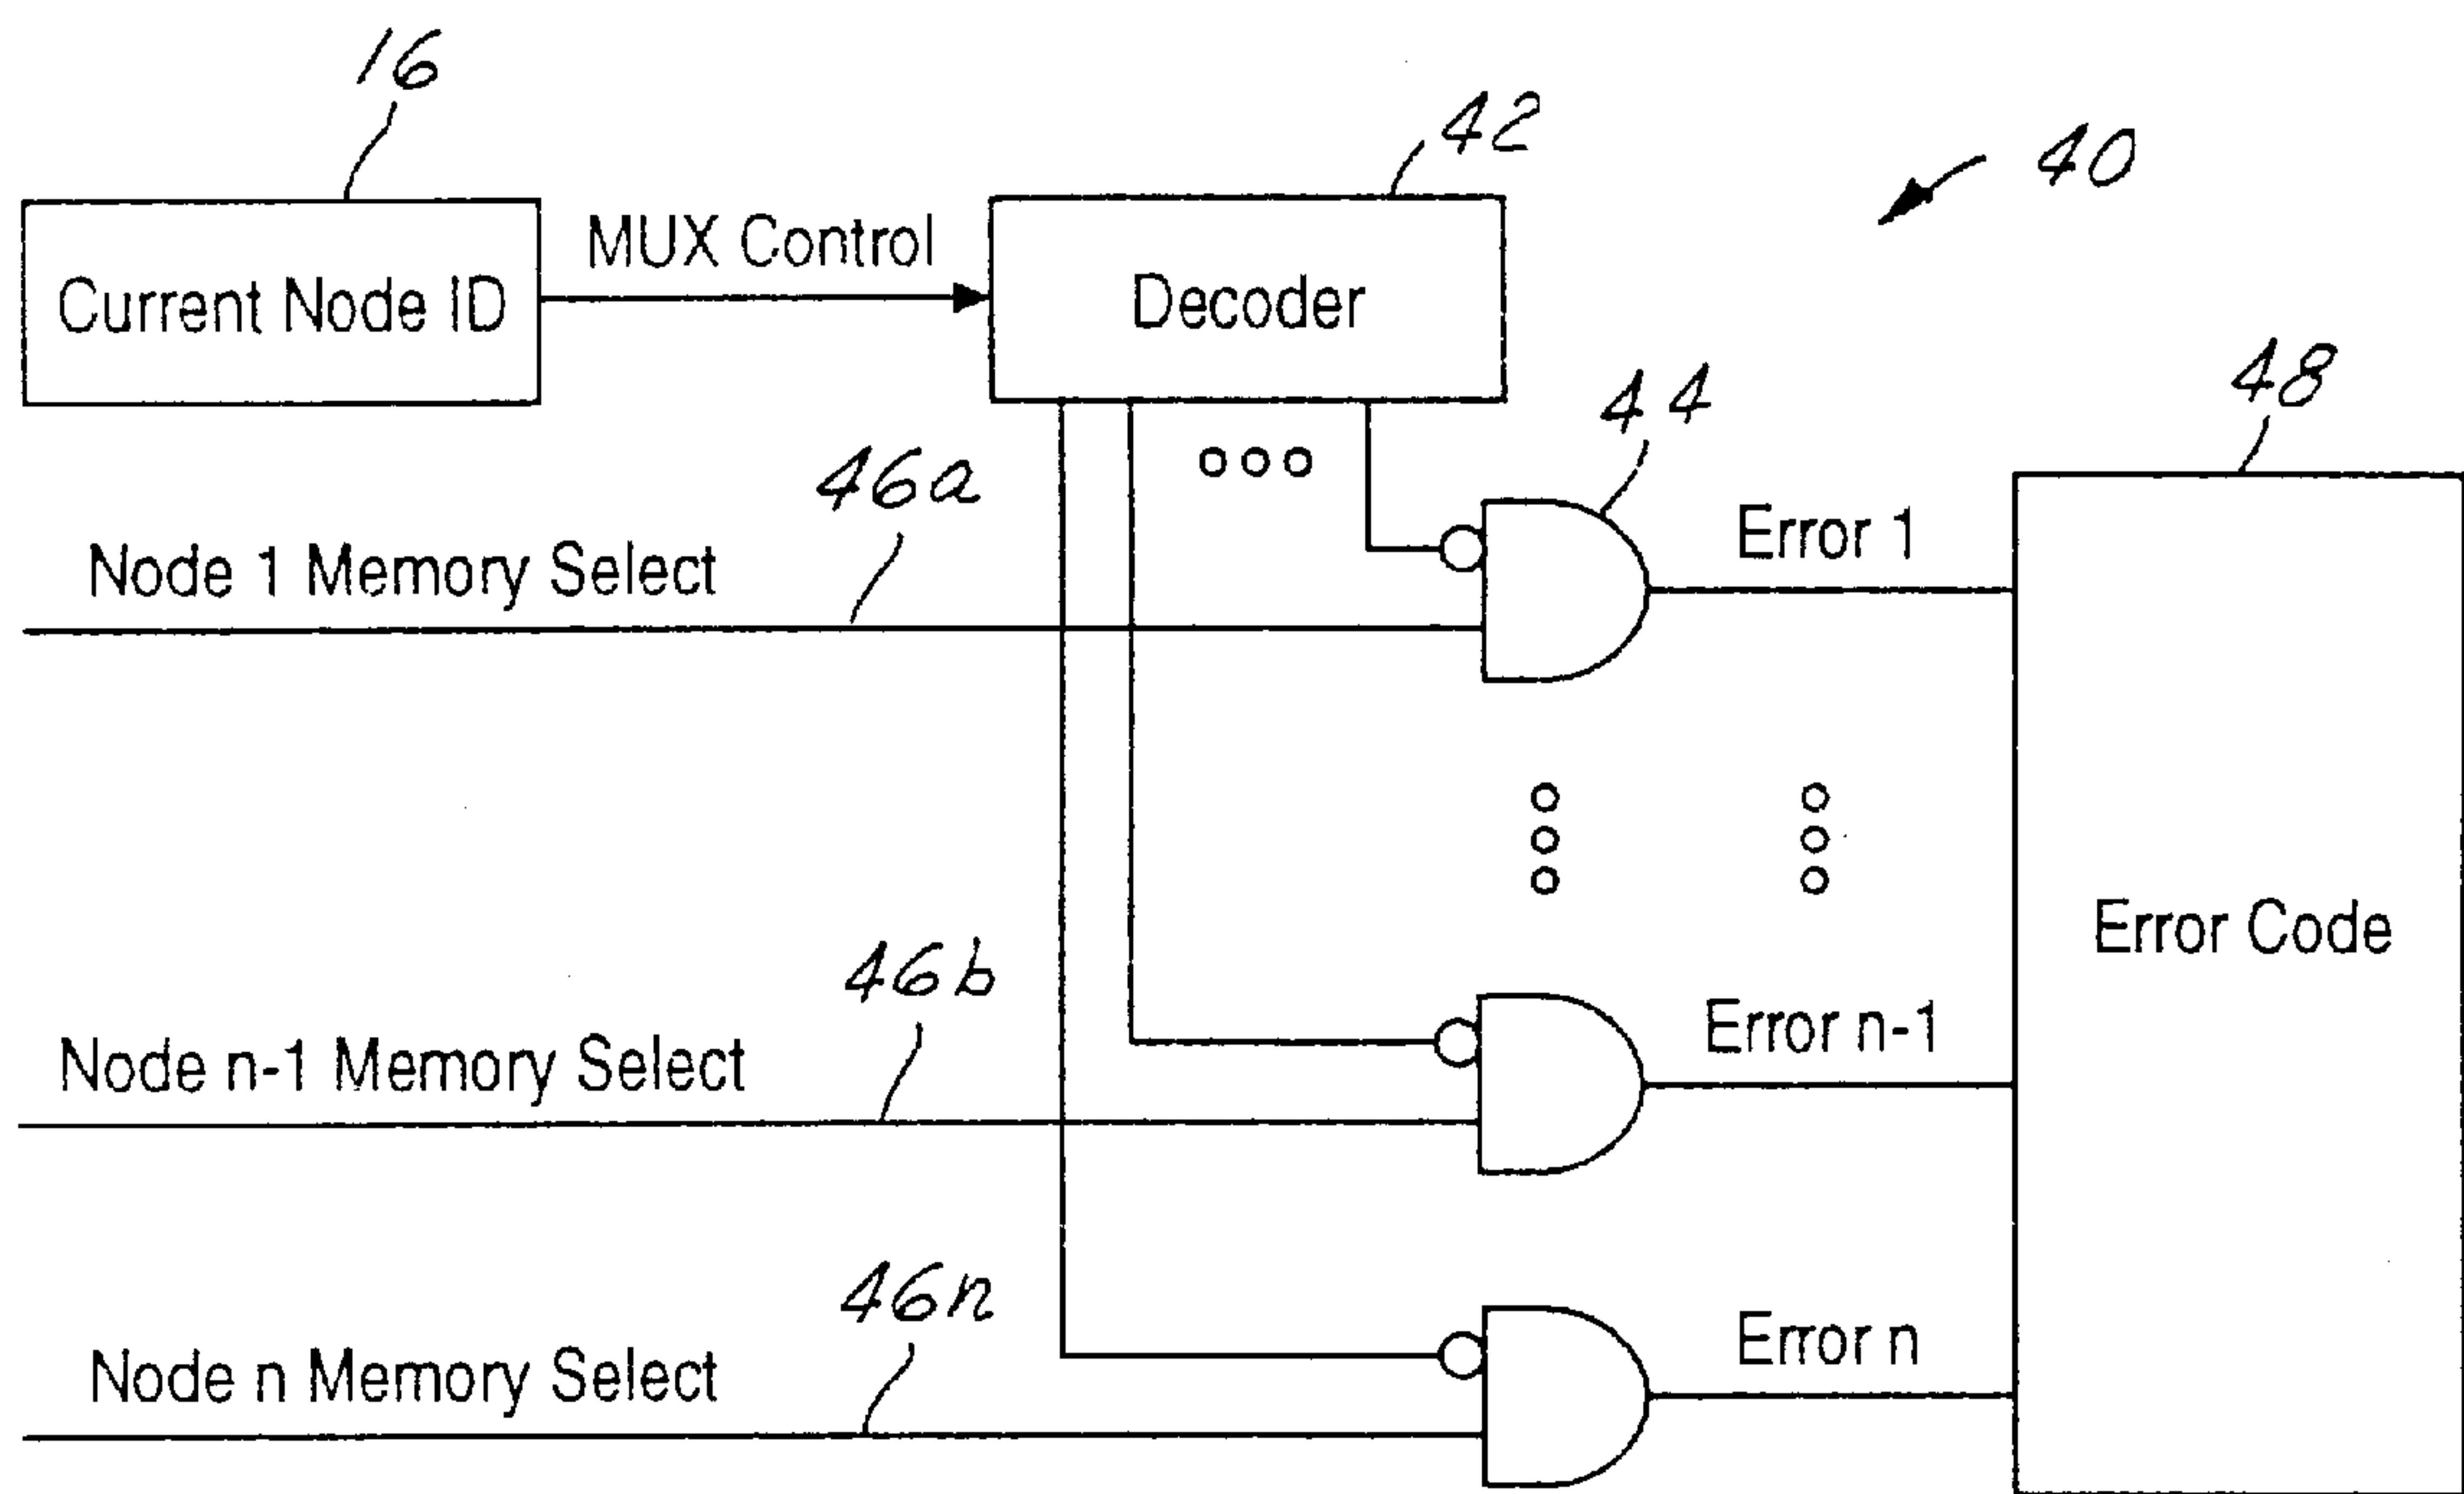 16
42
40
MUX Control
Current Node ID
Decoder
44
48
46a
Node 1 Memory Select
Error 1
46b
Error Code
Node n-1 Memory Select
Error n-1
46n
Node n Memory Select
Error n